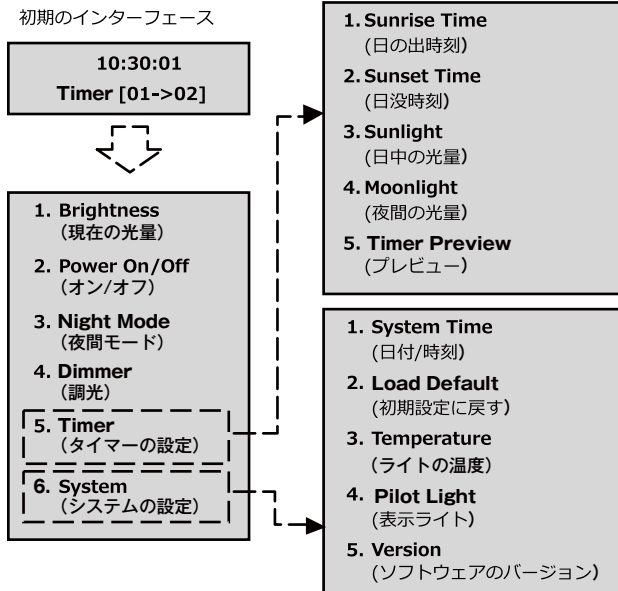 初期のインターフェース
10:30:01
Timer [01->02]
1. Brightness
（現在の光量）
2. Power On/Off
（オン/オフ）
3. Night Mode
（夜間モード）
4. Dimmer
（調光）
5. Timer
（タイマーの設定）
6. System
（システムの設定）
1. Sunrise Time
(日の出時刻)
2. Sunset Time
(日没時刻)
3. Sunlight
(日中の光量)
4. Moonlight
(夜間の光量)
5. Timer Preview
(プレビュー)
1. System Time
(日付/時刻)
2. Load Default
(初期設定に戻す)
3. Temperature
(ライトの温度)
4. Pilot Light
(表示ライト)
5. Version
(ソフトウェアのバージョン)